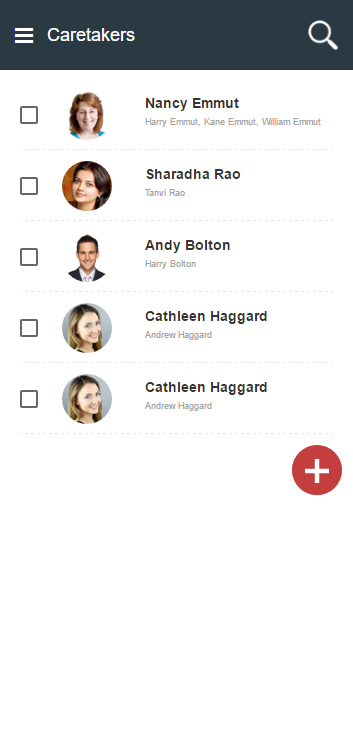 Caretakers
Nancy Emmut
Harry Emmut, Kane Emmut, William Emmut
Sharadha Rao
Tanvi Rao
Andy Bolton
Harry Bolton
Cathleen Haggard
Andrew Haggard
Cathleen Haggard
Andrew Haggard